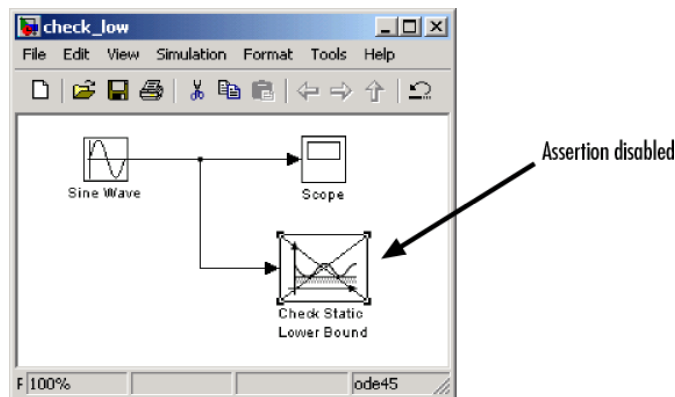 check_low
File Edit View Simulation Format Tools Help
Assertion disabled
Sine Wave
Scope
Check Static
Lower Bound
F 100%
ode45